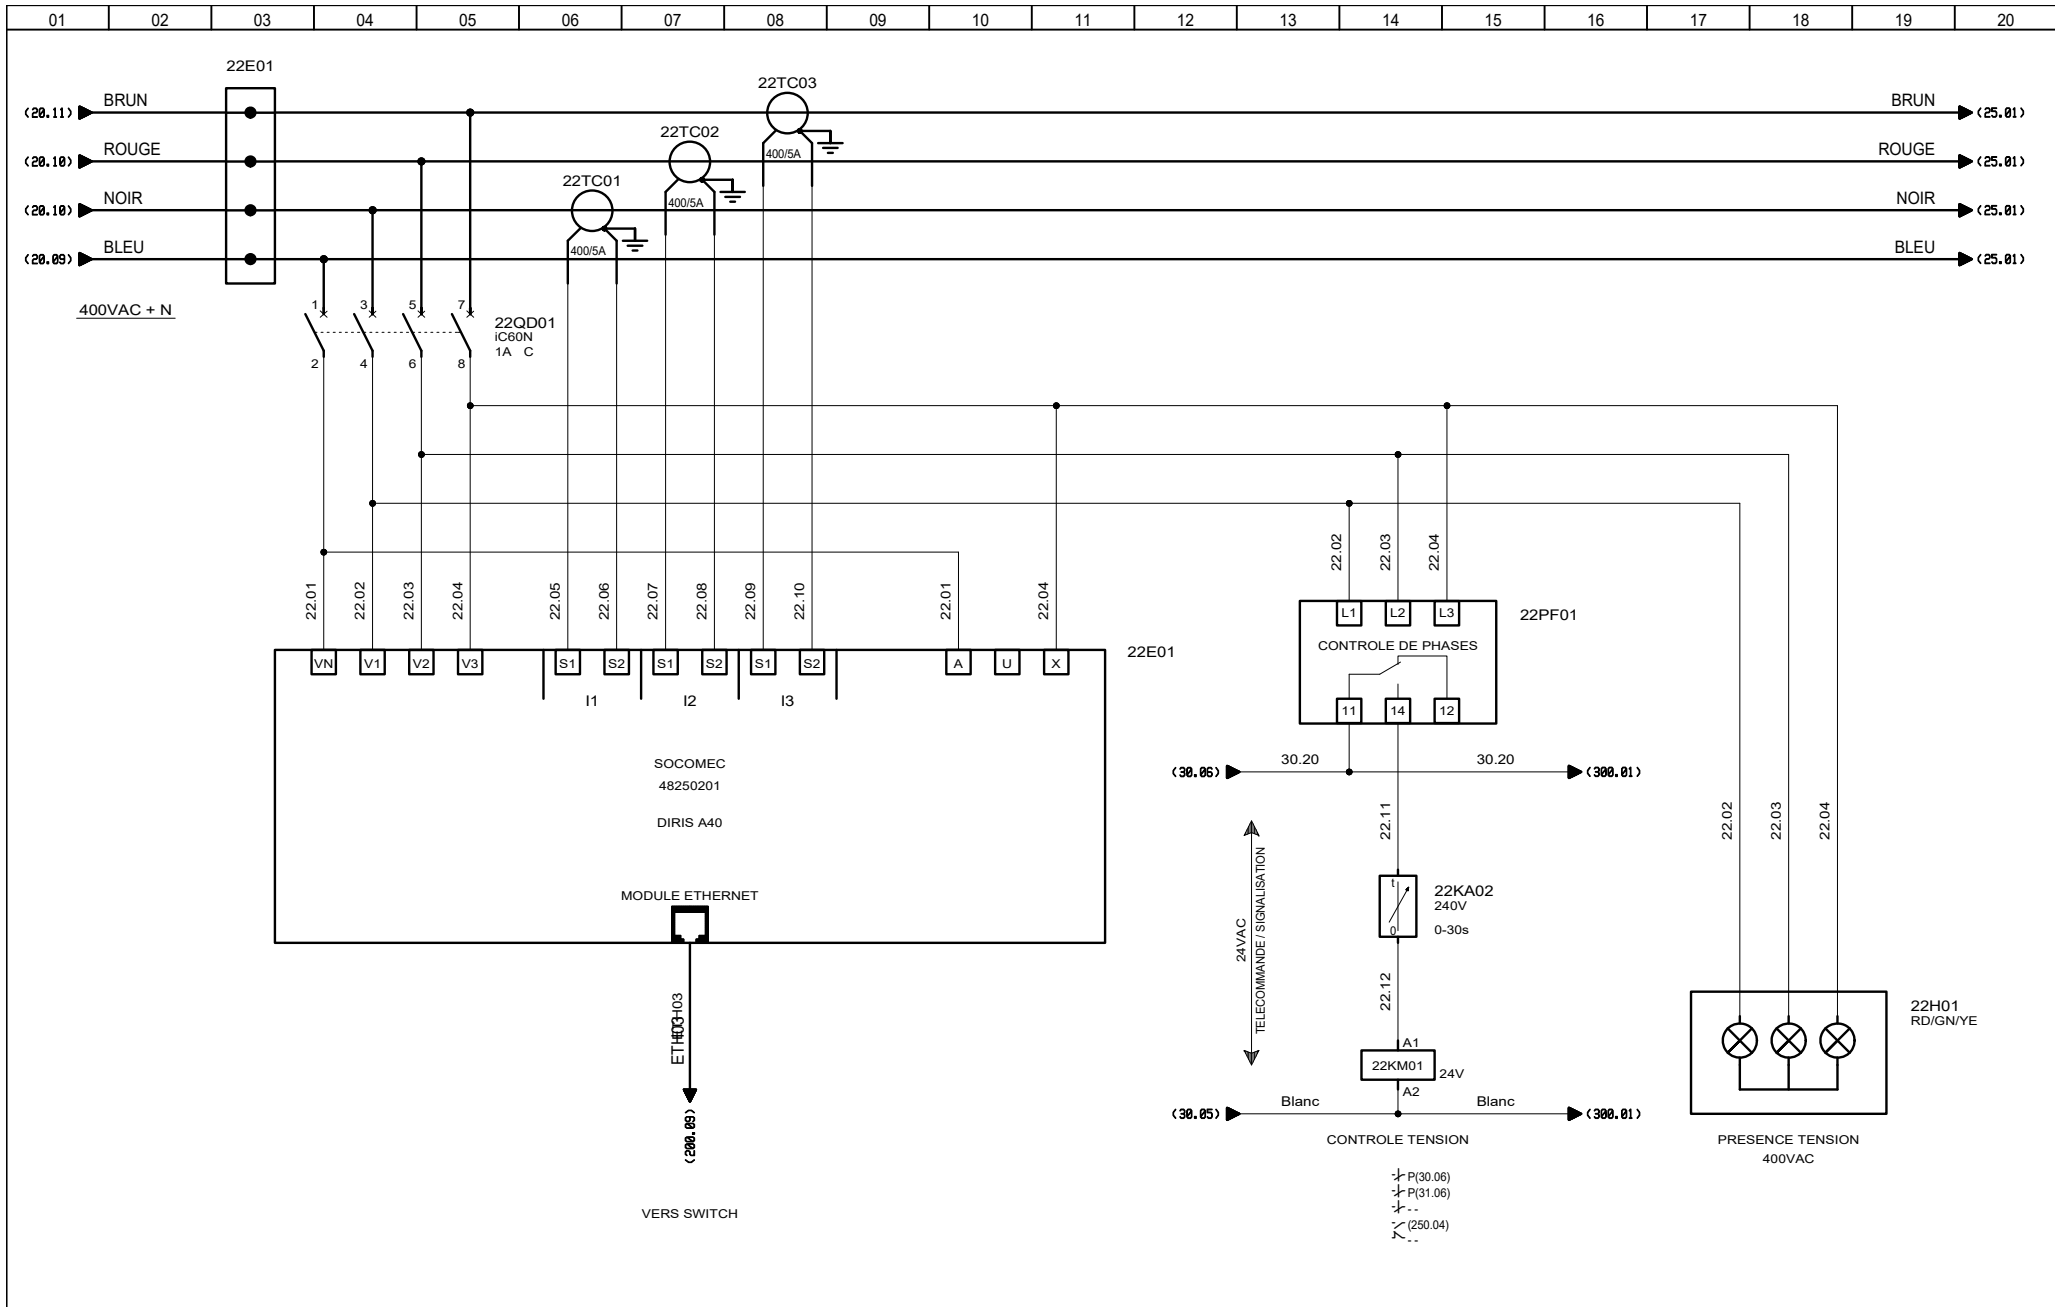 01 02 03 04 05 06 07 08 09 10 11 12 13 14 15 16 17 18 19 20
22E01
22TC03
(20.11) BRUN
BRUN (25.01)
22TC02
400/5A
(20.10) ROUGE
ROUGE (25.01)
22TC01
400/5A
(20.10) NOIR
NOIR (25.01)
400/5A
(20.09) BLEU
BLEU (25.01)
400VAC + N
1 3 5 7
22QD01
iC60N
1A C
2 4 6 8
22.02 22.03 22.04
22.01 22.02 22.03 22.04 22.05 22.06 22.07 22.08 22.09 22.10 22.01 22.04
L1 L2 L3
22PF01
CONTROLE DE PHASES
22E01
VN V1 V2 V3 S1 S2 S1 S2 S1 S2 A U X
I1 I2 I3
11 14 12
SOCOMEC
48250201
DIRIS A40
(30.06) 30.20 30.20 (300.01)
22.11
22.02 22.03 22.04
MODULE ETHERNET
24VAC
TELECOMMANDE / SIGNALISATION
t
0
22KA02
240V
0-30s
22.12
ETH03
ETH03
(200.09)
VERS SWITCH
A1
22KM01
24V
A2
(30.05) Blanc Blanc (300.01)
CONTROLE TENSION
P(30.06)
P(31.06)
--
(250.04)
--
22H01
RD/GN/YE
PRESENCE TENSION
400VAC